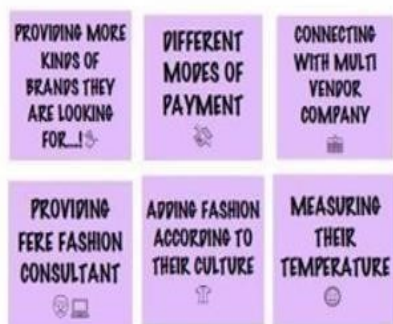 PROVIDING MORE
KINDS OF
BRANDS THEY
ARE LOOKING
FOR...!
DIFFERENT
MODES OF
PAYMENT
CONNECTING
WITH MULTI
VENDOR
COMPANY
PROVIDING
FERE FASHION
CONSULTANT
ADDING FASHION
ACCORDING TO
THEIR CULTURE
MEASURING
THEIR
TEMPERATURE